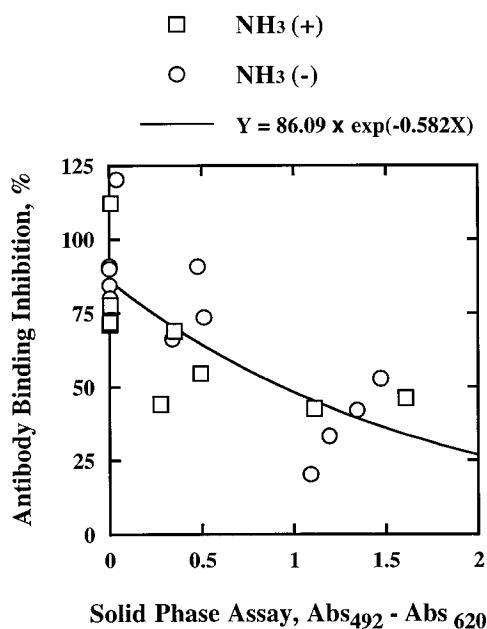 NH3 (+)
NH3 (-)
Y = 86.09 x exp(-0.582X)
Antibody Binding Inhibition, %
125
100
75
50
25
0
0 0.5 1 1.5 2
Solid Phase Assay, Abs492 - Abs 620